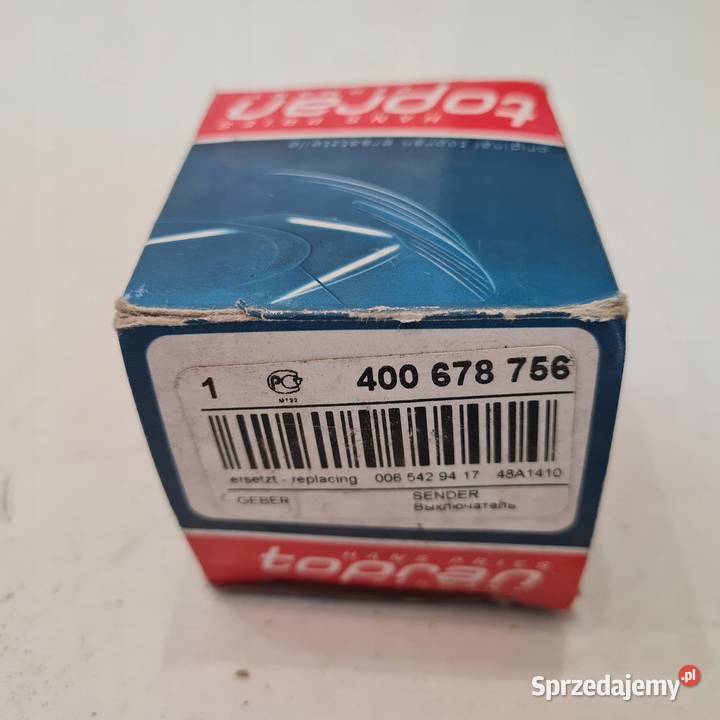 topran
HANS PRIES
original topran ersatzteile
1 РСТ 400 678 756
M122
ersetzt - replacing 006 542 94 17 48A1410
GEBER SENDER
Выключатель
HANS PRIES
topran
Sprzedajemy.pl